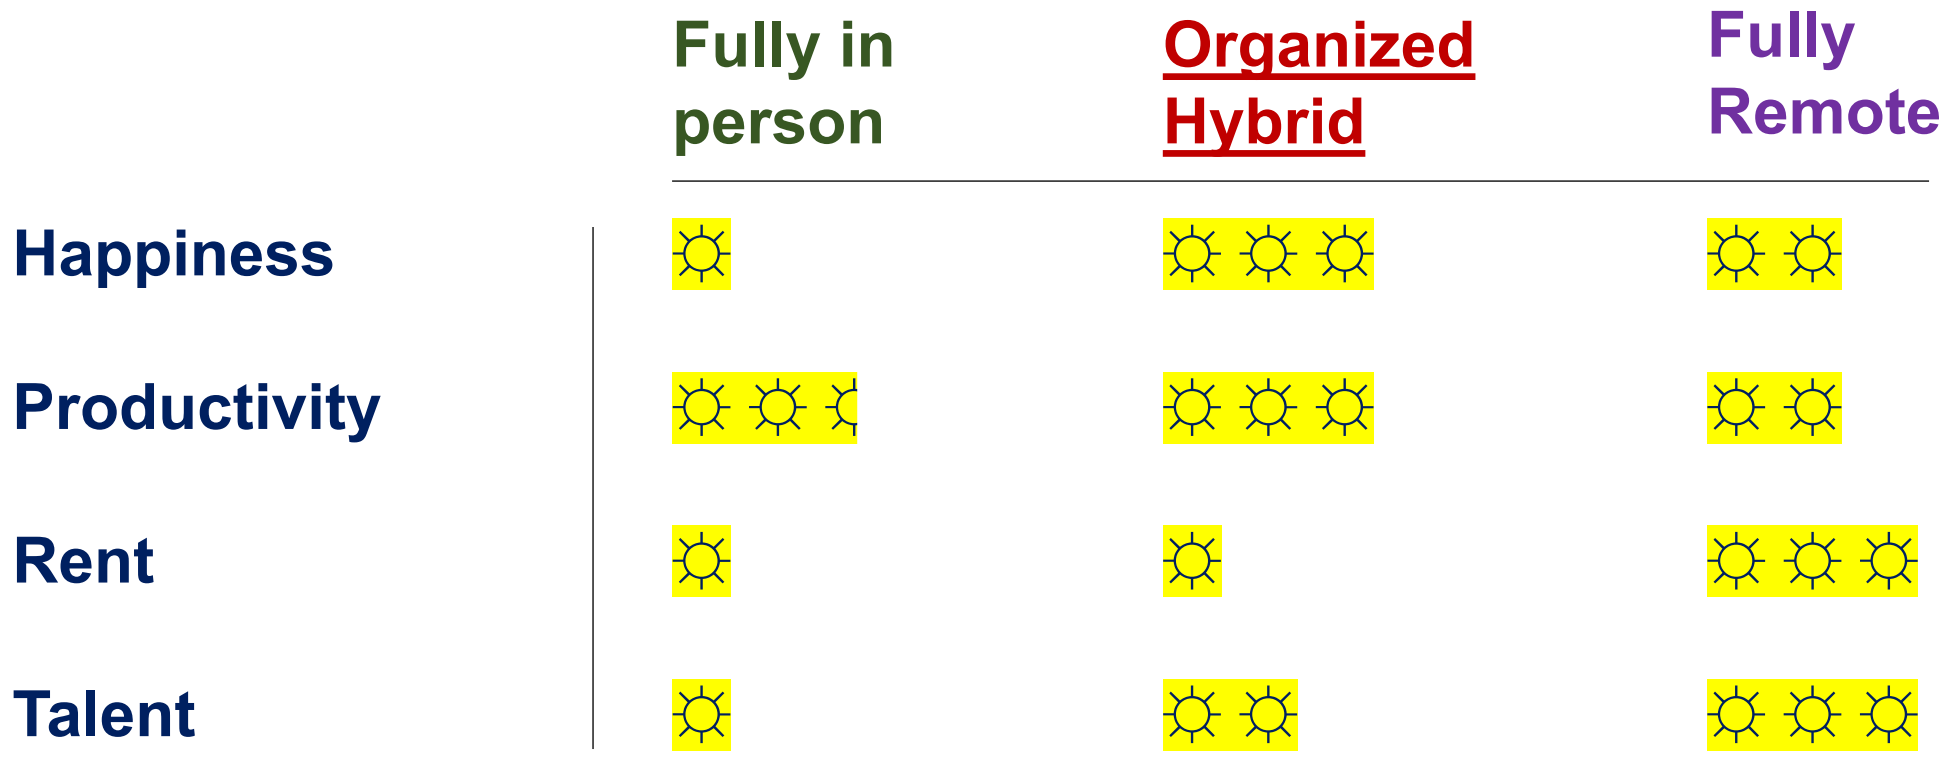 Fully in
person
Organized
Hybrid
Fully
Remote
Happiness
Productivity
Rent
Talent